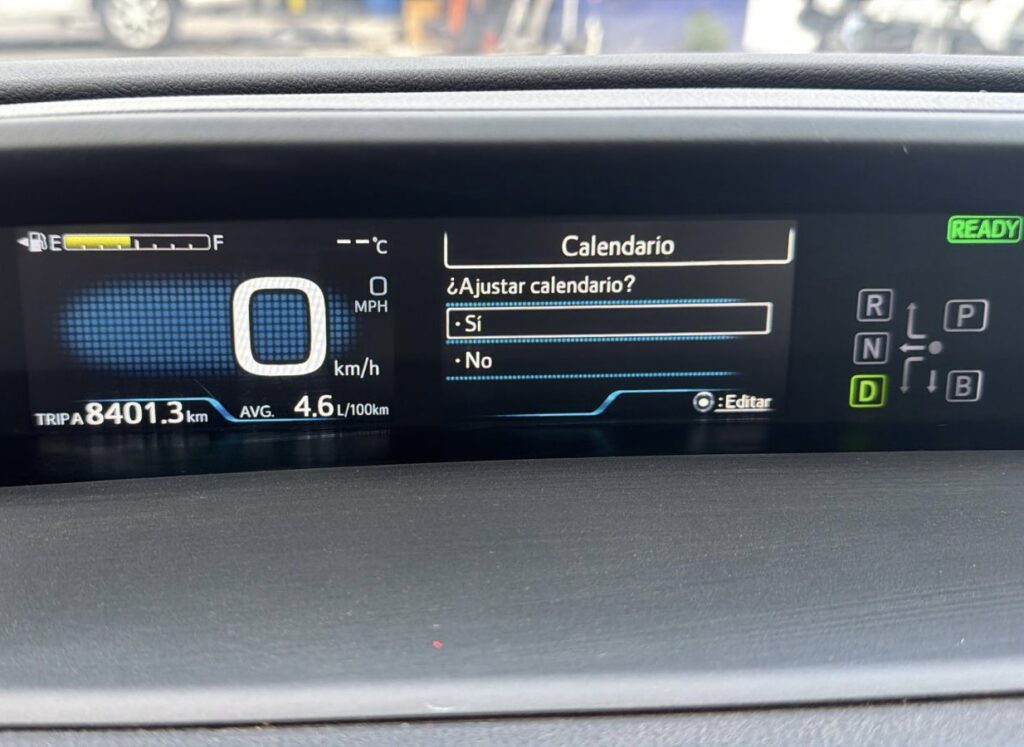 E F
--°C
0
MPH
0
km/h
TRIP A 8401.3 km
AVG. 4.6 L/100km
Calendario
¿Ajustar calendario?
· Sí
· No
:Editar
READY
R
P
N
D
B